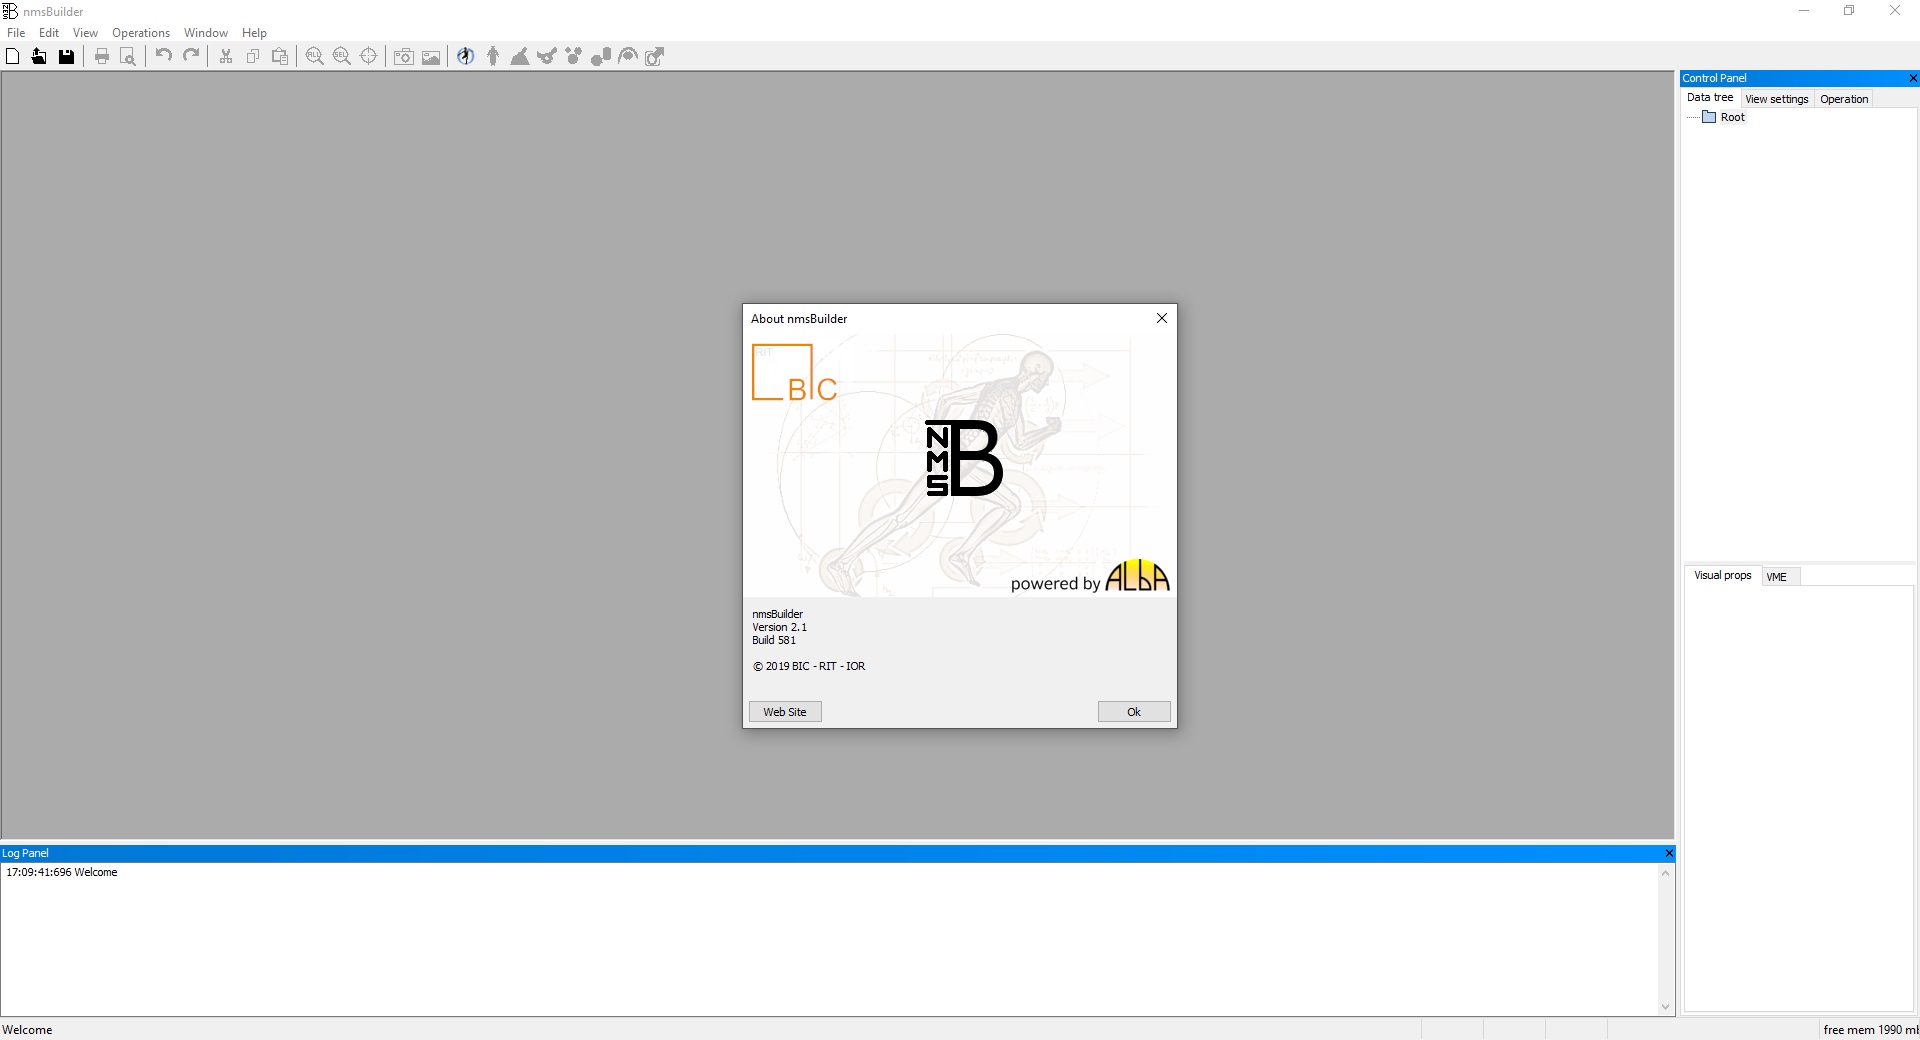 nmsBuilder
File Edit View Operations Window Help
Control Panel
Data tree View settings Operation
Root
About nmsBuilder
RIT
BIC
NMS B
powered by ALbA
nmsBuilder
Version 2.1
Build 581
© 2019 BIC - RIT - IOR
Web Site Ok
Visual props VME
Log Panel
17:09:41:696 Welcome
Welcome
free mem 1990 mb